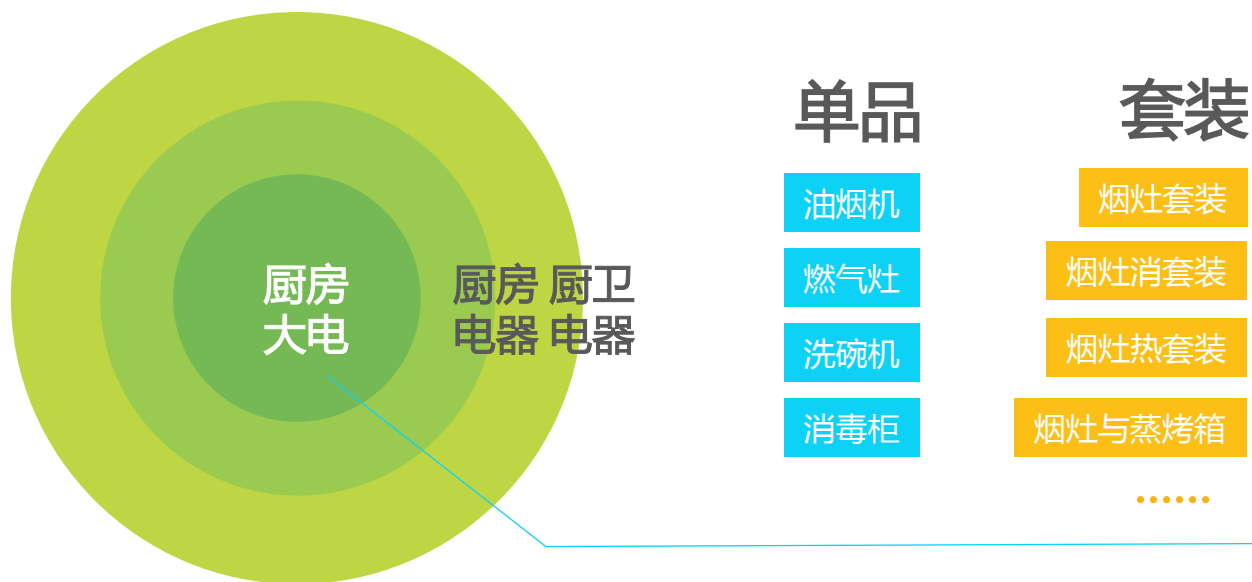 厨房
大电
厨房
电器
厨卫
电器
单品
油烟机
燃气灶
洗碗机
消毒柜
套装
烟灶套装
烟灶消套装
烟灶热套装
烟灶与蒸烤箱
······